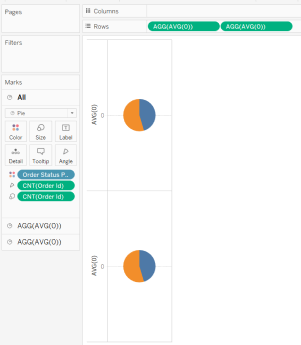 Pages
Columns
Rows AGG(AVG(0)) AGG(AVG(0))
Filters
Marks
All
Pie
Color Size Label
Detail Tooltip Angle
Order Status P..
CNT(Order Id)
CNT(Order Id)
AGG(AVG(0))
AGG(AVG(0))
AVG(0)
0
AVG(0)
0